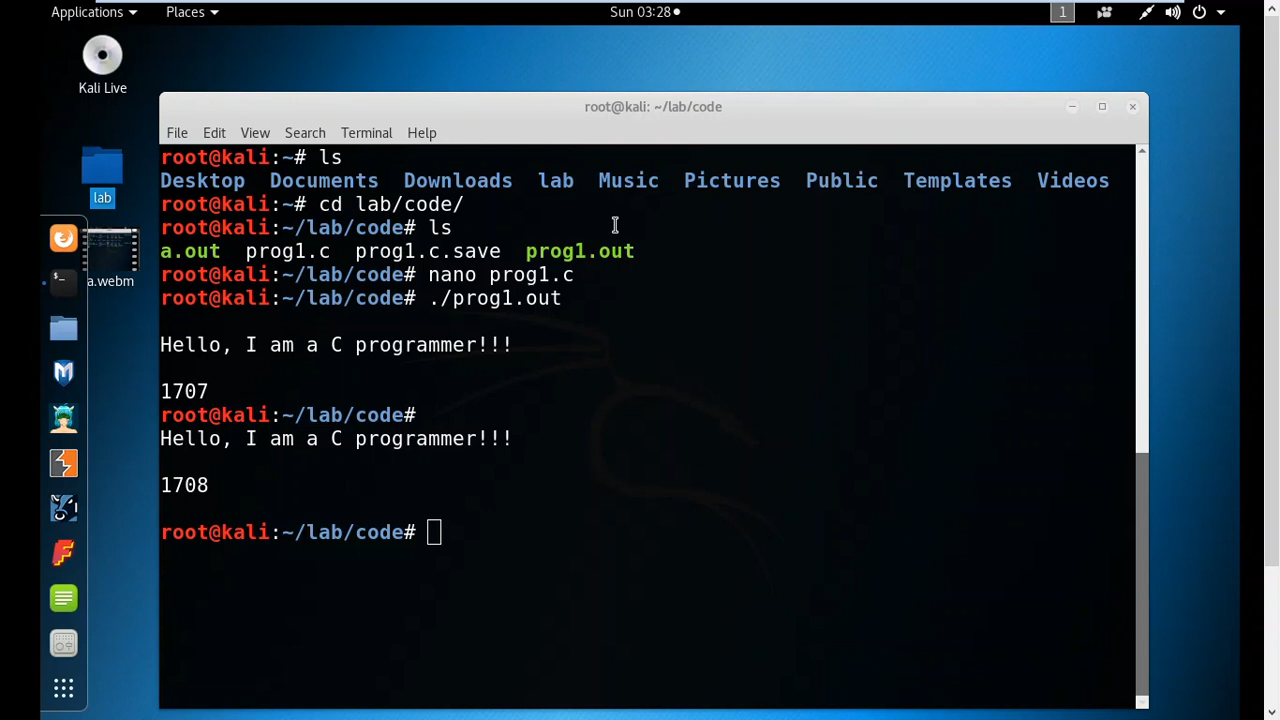 Applications Places Sun 03:28 1
Kali Live
root@kali: ~/lab/code
File Edit View Search Terminal Help
root@kali:~# ls
Desktop Documents Downloads lab Music Pictures Public Templates Videos
root@kali:~# cd lab/code/
root@kali:~/lab/code# ls
a.out prog1.c prog1.c.save prog1.out
root@kali:~/lab/code# nano prog1.c
root@kali:~/lab/code# ./prog1.out
Hello, I am a C programmer!!!
1707
root@kali:~/lab/code#
Hello, I am a C programmer!!!
1708
root@kali:~/lab/code#
lab
a.webm